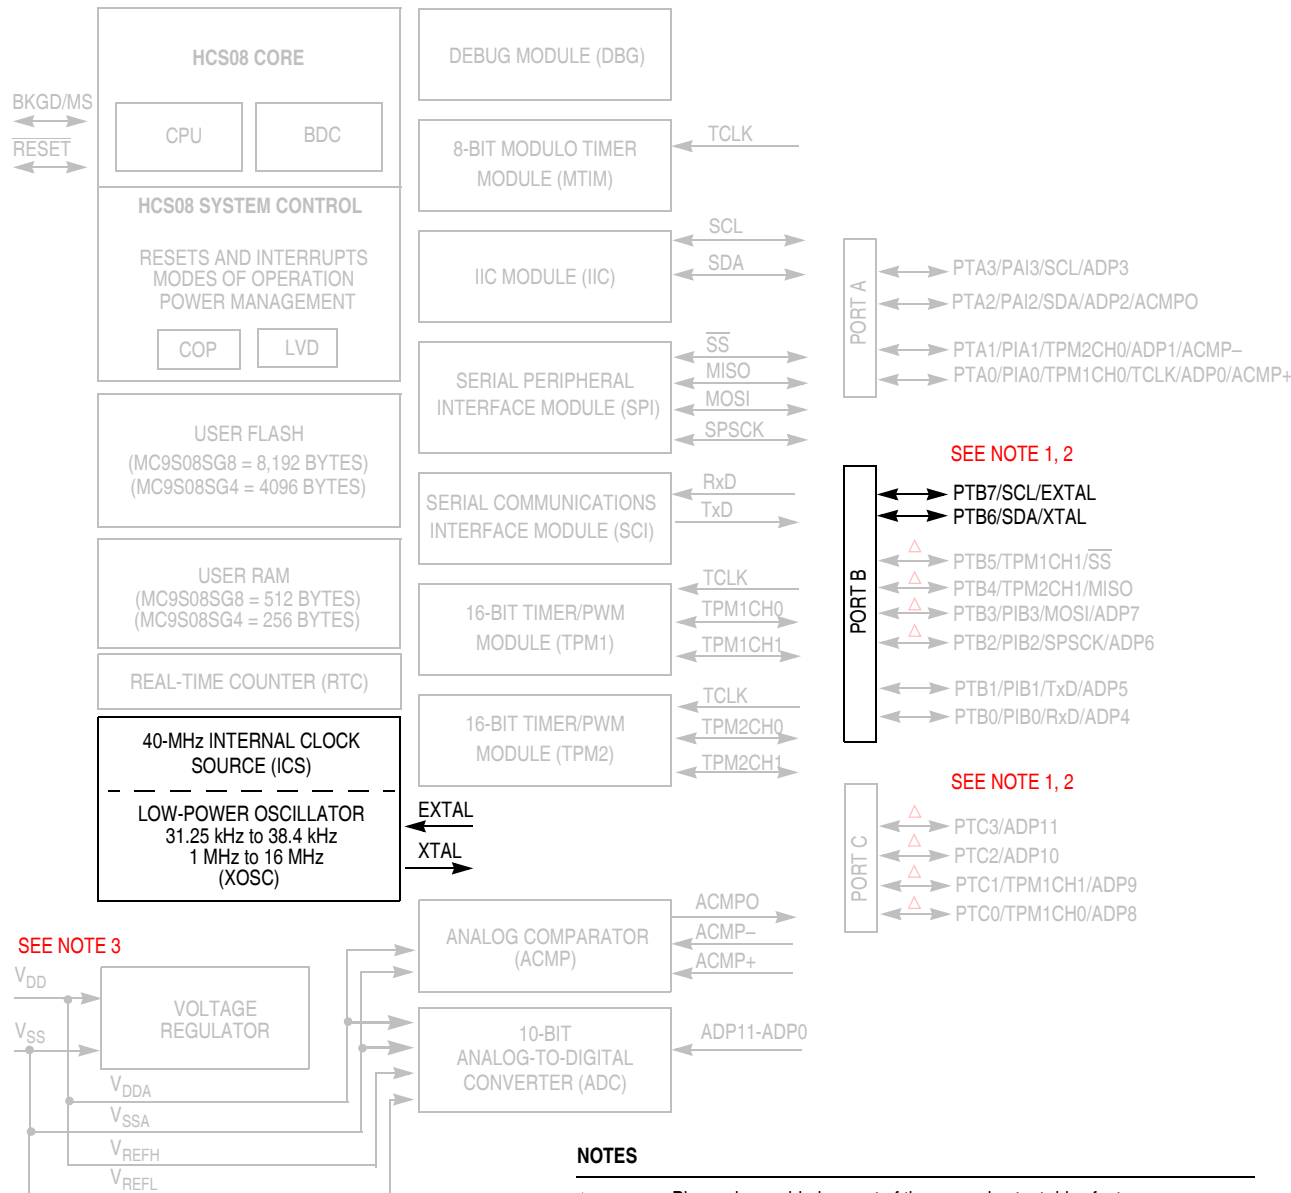 HCS08 CORE
CPU
BDC
BKGD/MS
RESET
HCS08 SYSTEM CONTROL
RESETS AND INTERRUPTS
MODES OF OPERATION
POWER MANAGEMENT
COP
LVD
USER FLASH
(MC9S08SG8 = 8,192 BYTES)
(MC9S08SG4 = 4096 BYTES)
USER RAM
(MC9S08SG8 = 512 BYTES)
(MC9S08SG4 = 256 BYTES)
REAL-TIME COUNTER (RTC)
40-MHz INTERNAL CLOCK
SOURCE (ICS)
LOW-POWER OSCILLATOR
31.25 kHz to 38.4 kHz
1 MHz to 16 MHz
(XOSC)
EXTAL
XTAL
SEE NOTE 3
VDD
VSS
VOLTAGE
REGULATOR
VDDA
VSSA
VREFH
VREFL
DEBUG MODULE (DBG)
8-BIT MODULO TIMER
MODULE (MTIM)
TCLK
IIC MODULE (IIC)
SCL
SDA
SERIAL PERIPHERAL
INTERFACE MODULE (SPI)
SS
MISO
MOSI
SPSCK
SERIAL COMMUNICATIONS
INTERFACE MODULE (SCI)
RxD
TxD
16-BIT TIMER/PWM
MODULE (TPM1)
TCLK
TPM1CH0
TPM1CH1
16-BIT TIMER/PWM
MODULE (TPM2)
TCLK
TPM2CH0
TPM2CH1
ANALOG COMPARATOR
(ACMP)
ACMPO
ACMP–
ACMP+
10-BIT
ANALOG-TO-DIGITAL
CONVERTER (ADC)
ADP11-ADP0
PORT A
PTA3/PAI3/SCL/ADP3
PTA2/PAI2/SDA/ADP2/ACMPO
PTA1/PIA1/TPM2CH0/ADP1/ACMP–
PTA0/PIA0/TPM1CH0/TCLK/ADP0/ACMP+
SEE NOTE 1, 2
PORT B
PTB7/SCL/EXTAL
PTB6/SDA/XTAL
PTB5/TPM1CH1/SS
PTB4/TPM2CH1/MISO
PTB3/PIB3/MOSI/ADP7
PTB2/PIB2/SPSCK/ADP6
PTB1/PIB1/TxD/ADP5
PTB0/PIB0/RxD/ADP4
SEE NOTE 1, 2
PORT C
PTC3/ADP11
PTC2/ADP10
PTC1/TPM1CH1/ADP9
PTC0/TPM1CH0/ADP8
NOTES